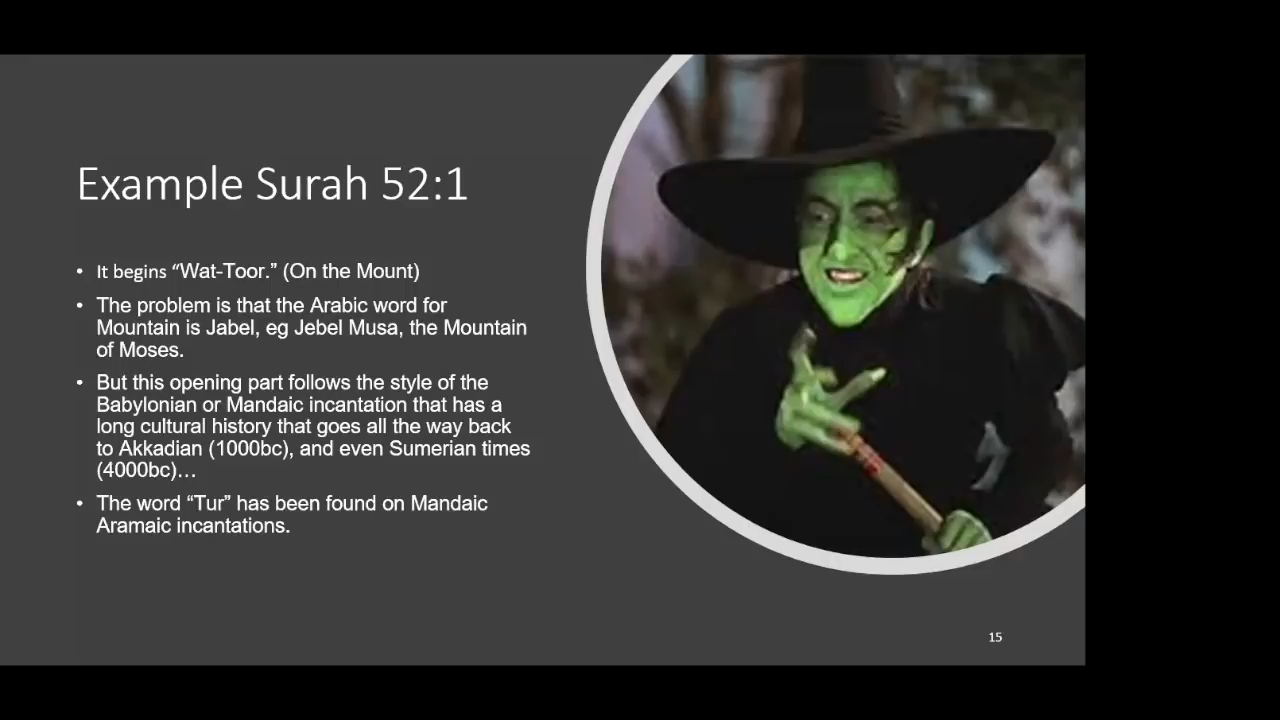 Example Surah 52:1
• It begins “Wat-Toor.” (On the Mount)
• The problem is that the Arabic word for
Mountain is Jabel, eg Jebel Musa, the Mountain
of Moses.
• But this opening part follows the style of the
Babylonian or Mandaic incantation that has a
long cultural history that goes all the way back
to Akkadian (1000bc), and even Sumerian times
(4000bc)…
• The word “Tur” has been found on Mandaic
Aramaic incantations.
15